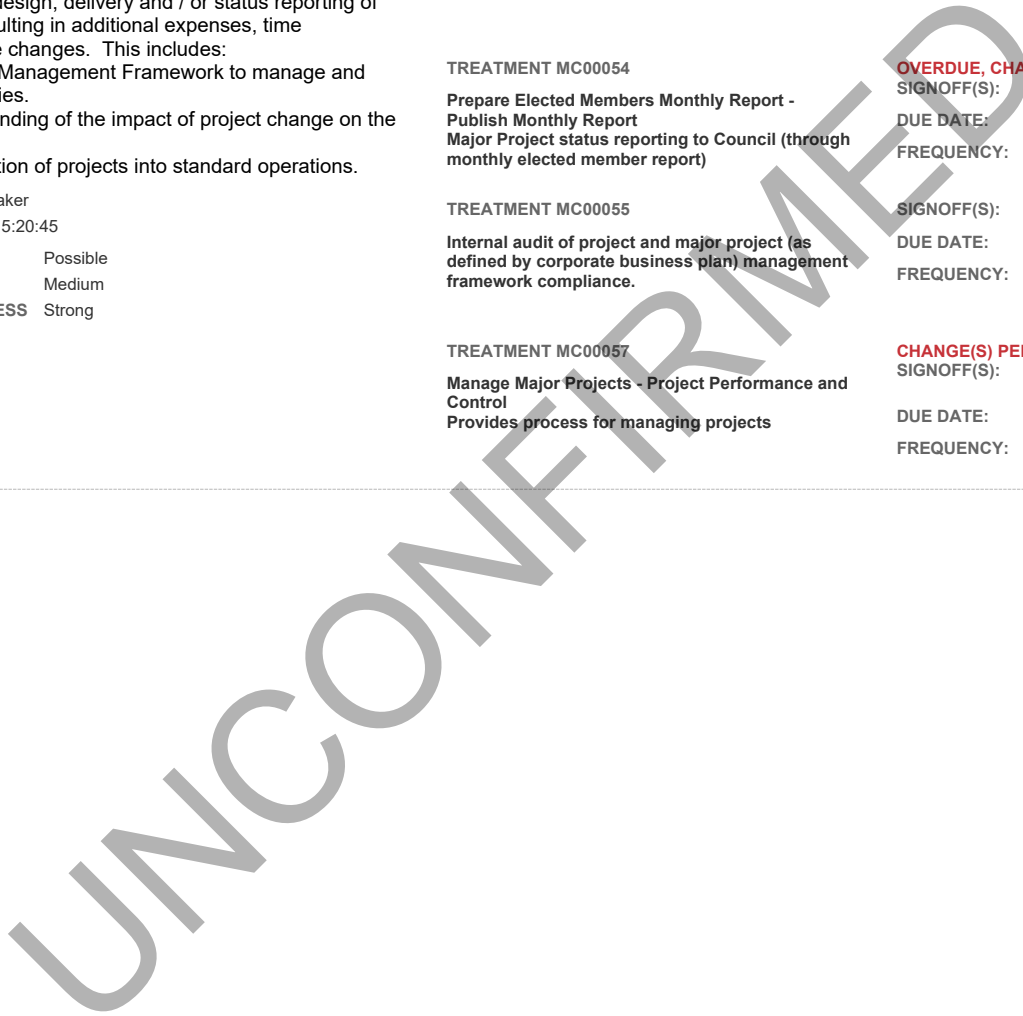 design, delivery and / or status reporting of
ulting in additional expenses, time
e changes. This includes:
Management Framework to manage and
ies.
nding of the impact of project change on the
tion of projects into standard operations.
aker
5:20:45
Possible
Medium
ESS Strong
TREATMENT MC00054
Prepare Elected Members Monthly Report -
Publish Monthly Report
Major Project status reporting to Council (through
monthly elected member report)
OVERDUE, CHA
SIGNOFF(S):
DUE DATE:
FREQUENCY:
TREATMENT MC00055
Internal audit of project and major project (as
defined by corporate business plan) management
framework compliance.
SIGNOFF(S):
DUE DATE:
FREQUENCY:
TREATMENT MC00057
Manage Major Projects - Project Performance and
Control
Provides process for managing projects
CHANGE(S) PE
SIGNOFF(S):
DUE DATE:
FREQUENCY:
UNCONFIRMED